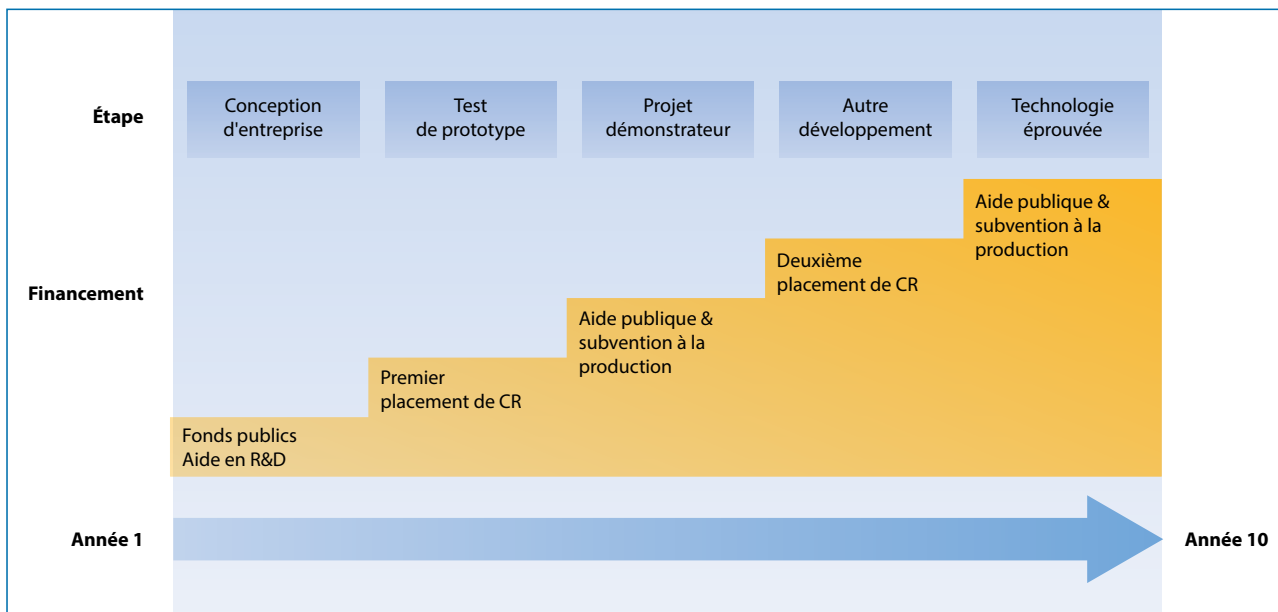 Étape
Conception
d'entreprise
Test
de prototype
Projet
démonstrateur
Autre
développement
Technologie
éprouvée
Financement
Fonds publics
Aide en R&D
Premier
placement de CR
Aide publique &
subvention à la
production
Deuxième
placement de CR
Aide publique &
subvention à la
production
Année 1
Année 10